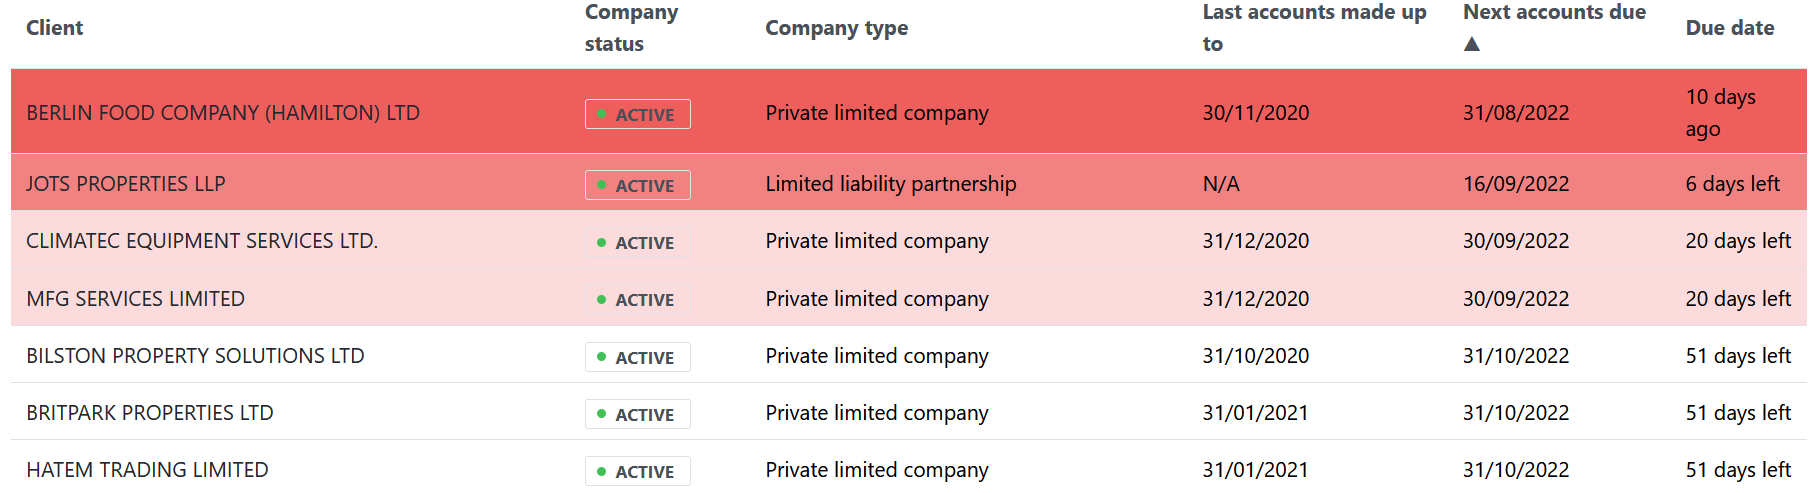 Client Company status Company type Last accounts made up to Next accounts due ▲ Due date
BERLIN FOOD COMPANY (HAMILTON) LTD ACTIVE Private limited company 30/11/2020 31/08/2022 10 days ago
JOTS PROPERTIES LLP ACTIVE Limited liability partnership N/A 16/09/2022 6 days left
CLIMATEC EQUIPMENT SERVICES LTD. ACTIVE Private limited company 31/12/2020 30/09/2022 20 days left
MFG SERVICES LIMITED ACTIVE Private limited company 31/12/2020 30/09/2022 20 days left
BILSTON PROPERTY SOLUTIONS LTD ACTIVE Private limited company 31/10/2020 31/10/2022 51 days left
BRITPARK PROPERTIES LTD ACTIVE Private limited company 31/01/2021 31/10/2022 51 days left
HATEM TRADING LIMITED ACTIVE Private limited company 31/01/2021 31/10/2022 51 days left